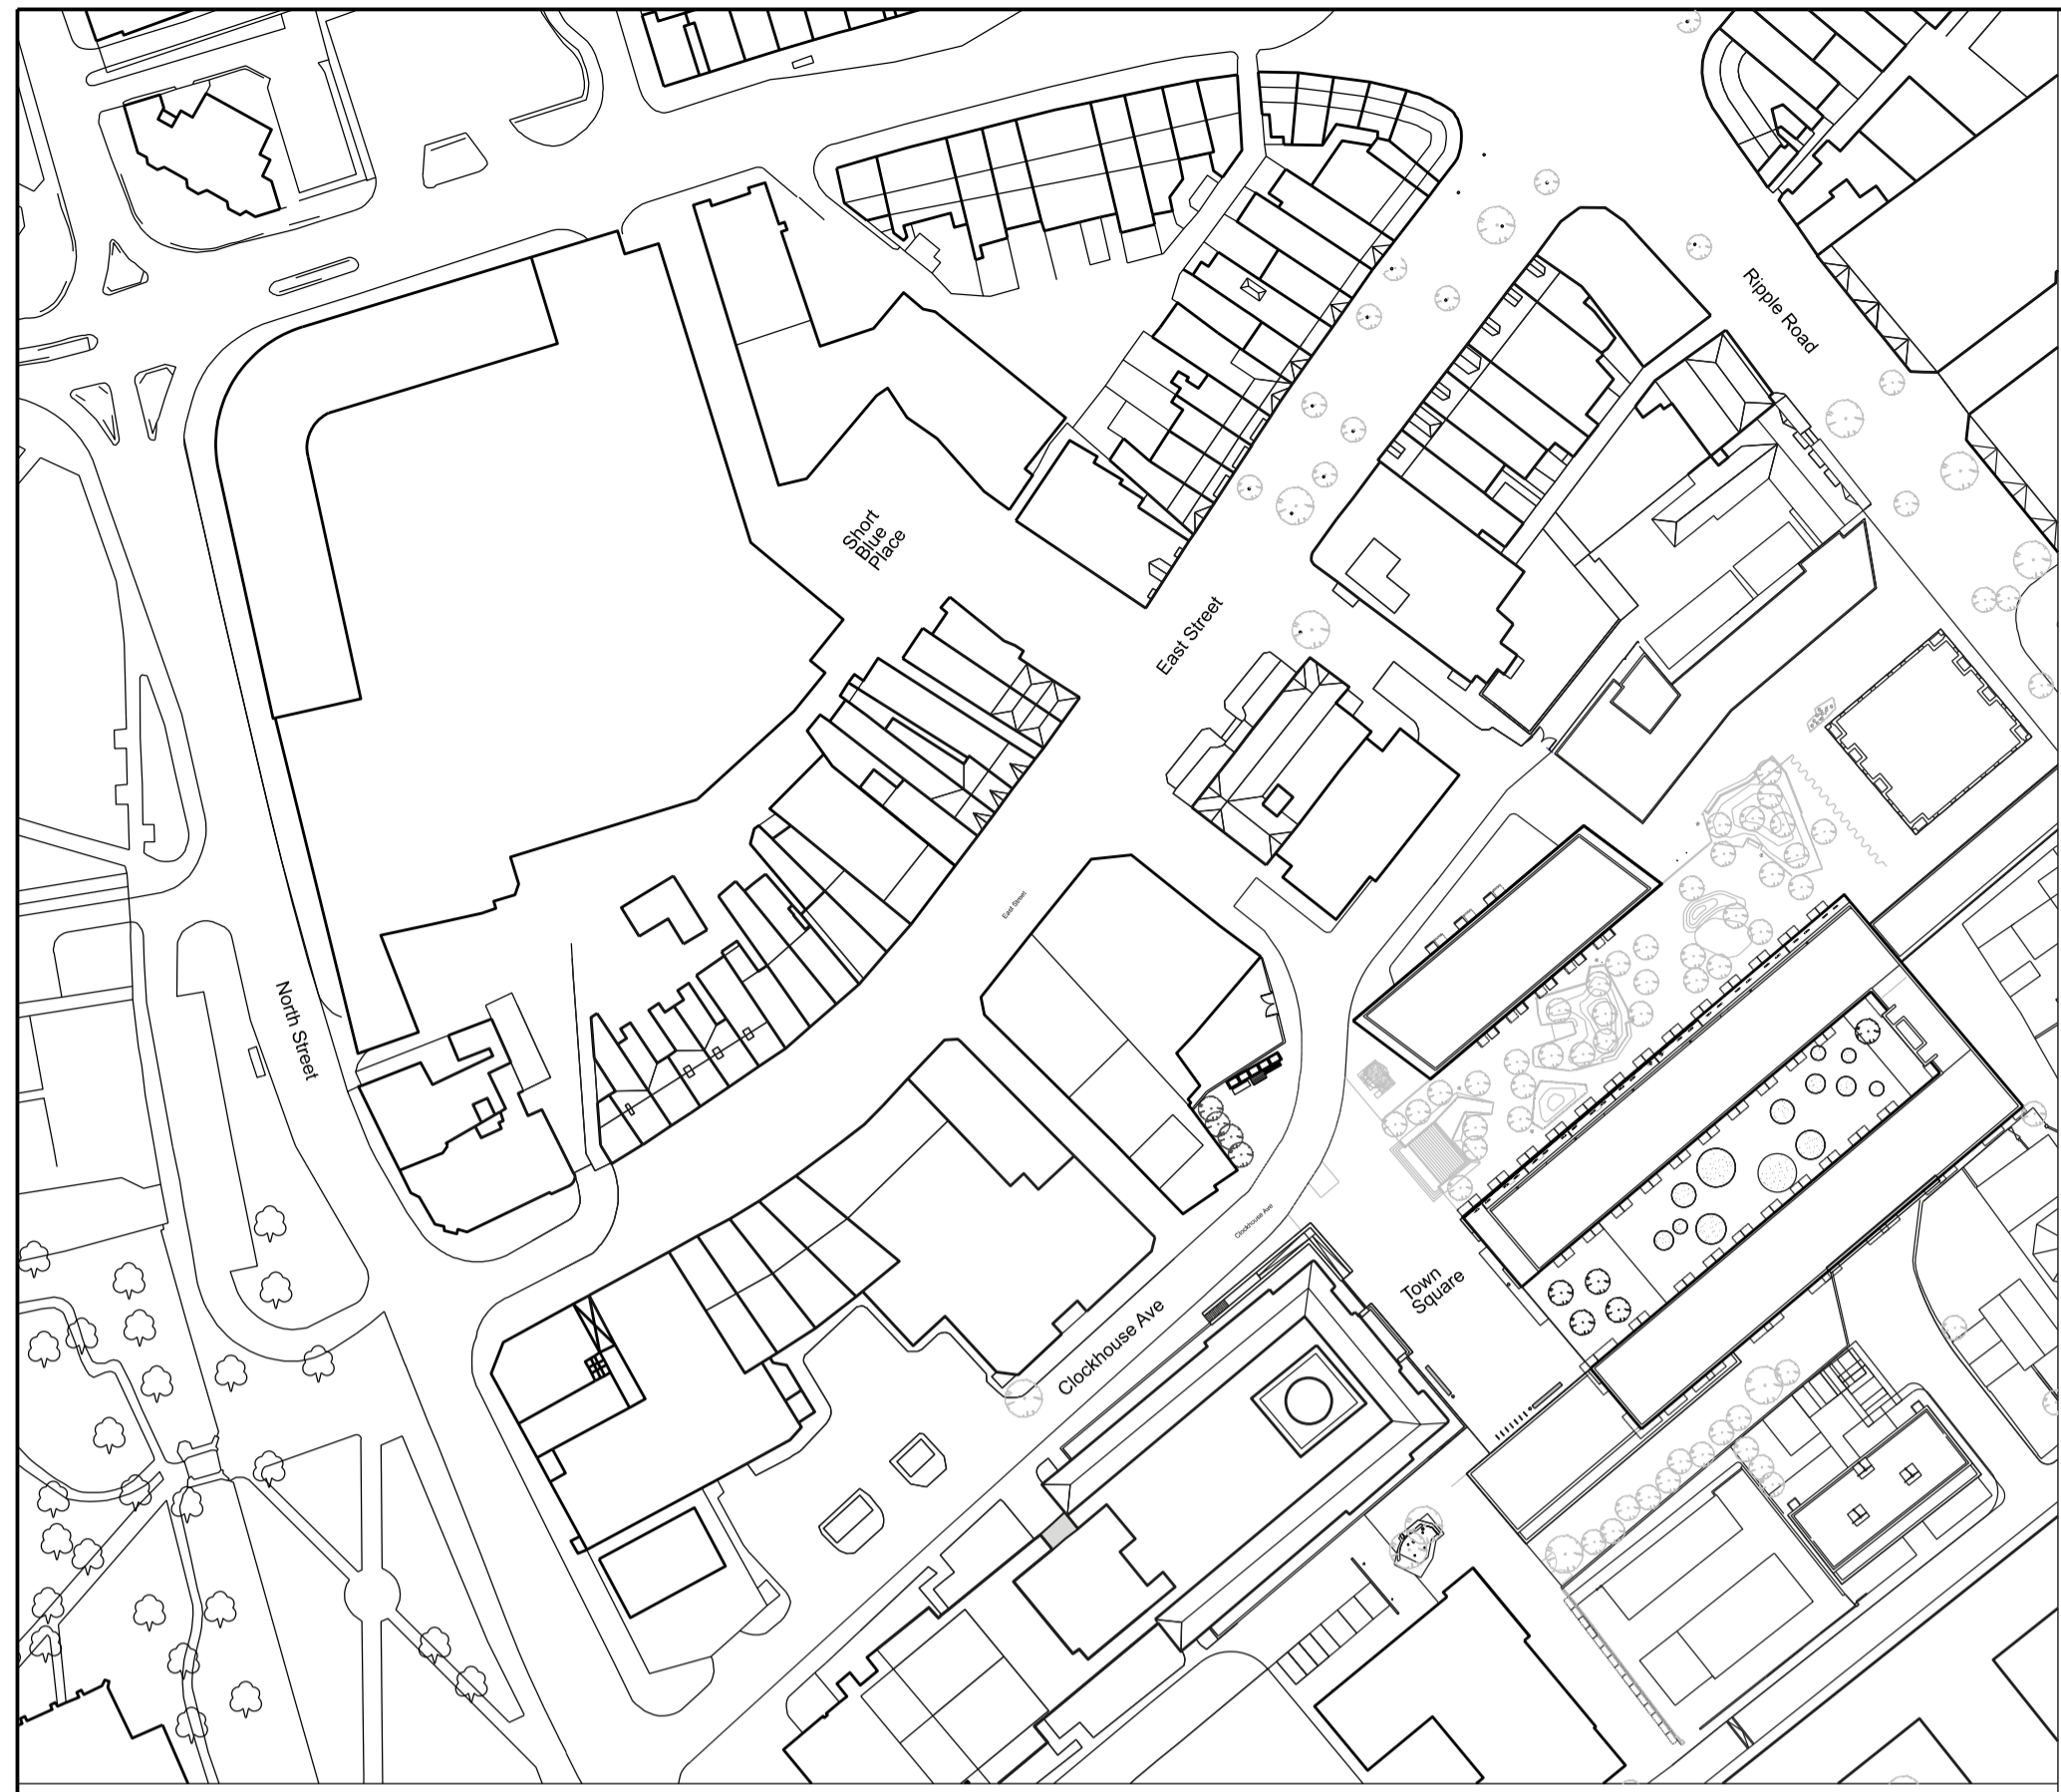 Ripple Road
Short
Blue
Place
East Street
East Street
North Street
Clockhouse Ave
Town
Square
Clockhouse Ave